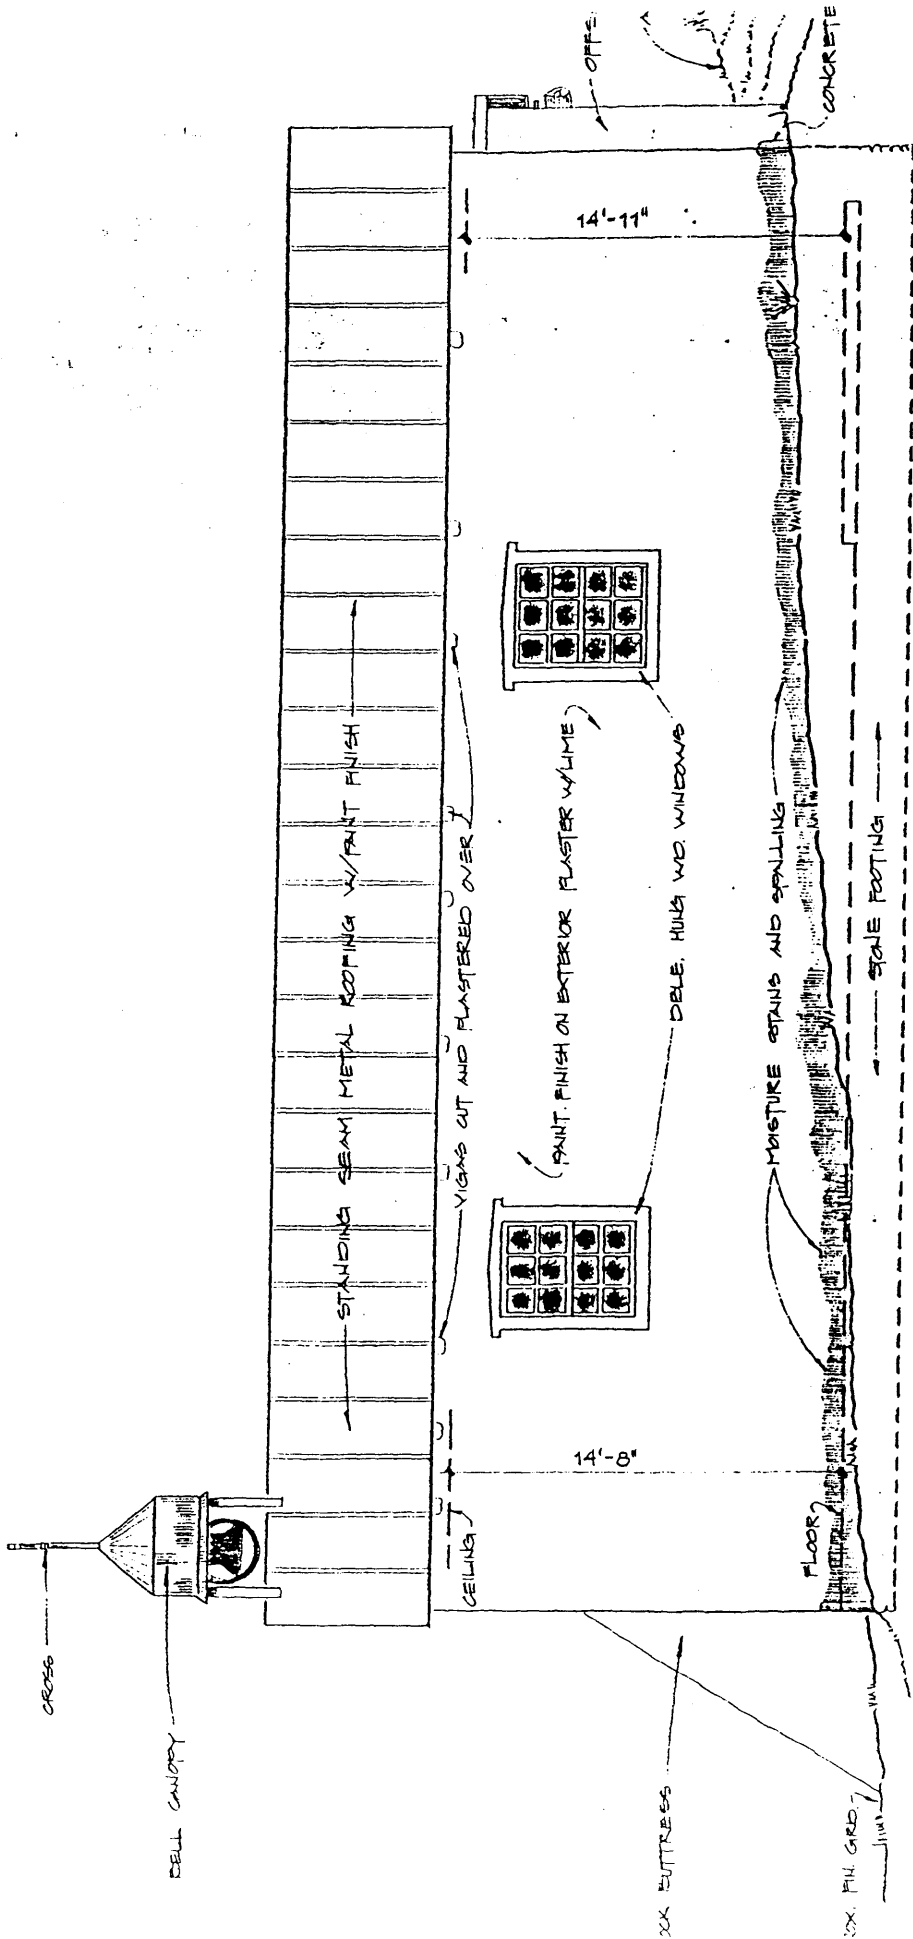 CROSS
BELL CANOPY
STANDING SEAM METAL ROOFING W/PAINT FINISH
VIGAS CUT AND PLASTERED OVER
CEILING
14'-8"
14'-11"
PAINT FINISH ON EXTERIOR PLASTER W/LIME
DBLE. HUNG WD. WINDOWS
MOISTURE STAINS AND SPALLING
FLOOR
STONE FOOTING
BUTTRESS
FIN. GRD.
CONCRETE